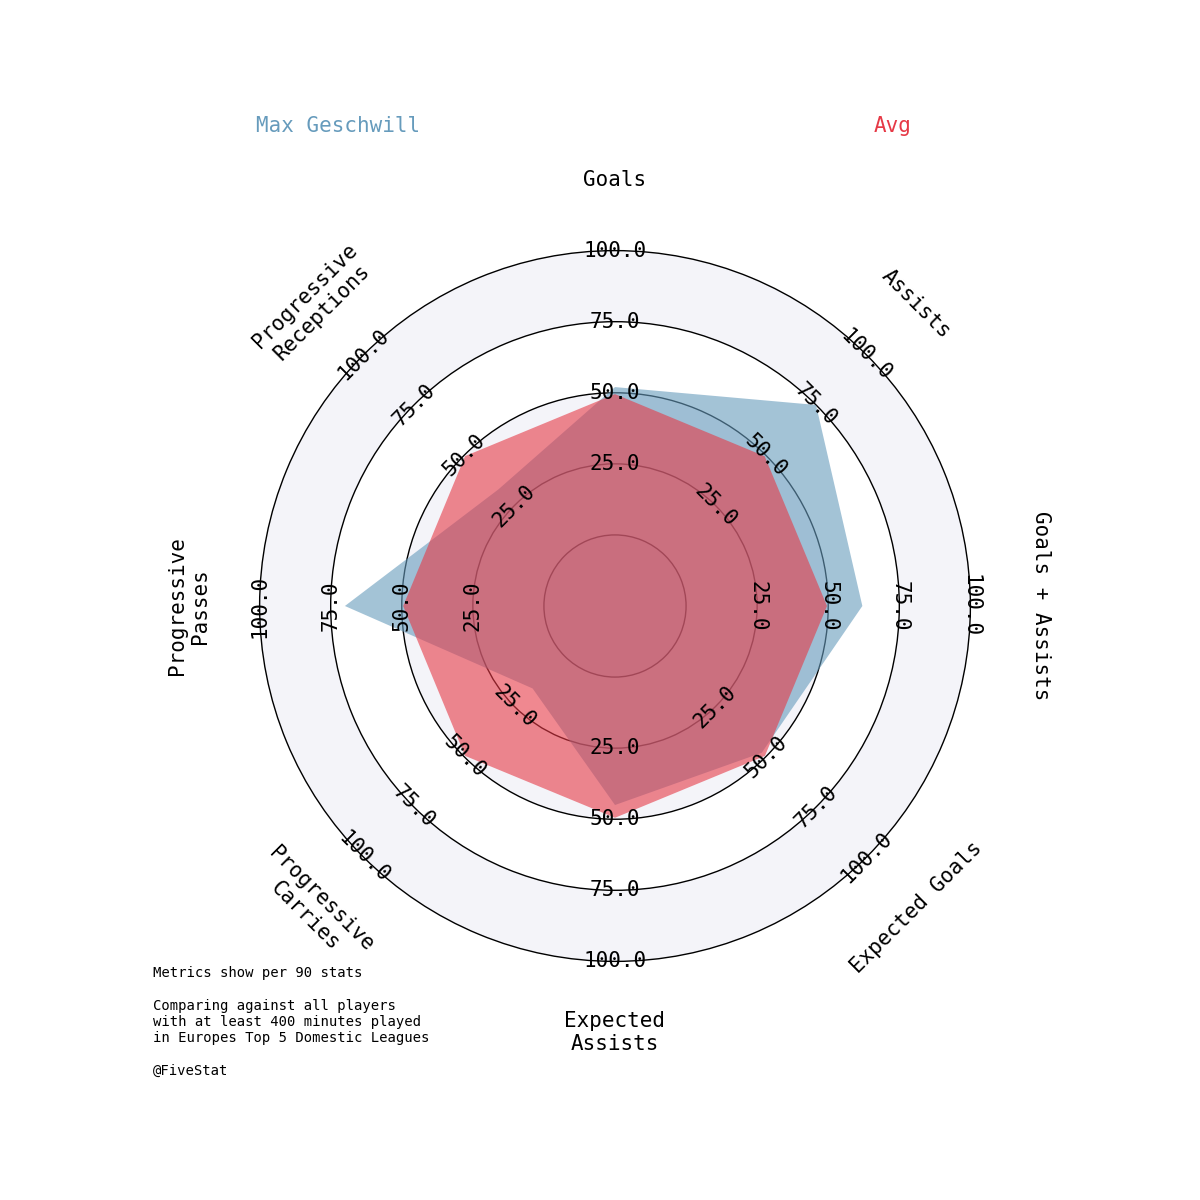 Max Geschwill
Avg
Goals
Assists
Goals + Assists
Expected Goals
Expected
Assists
Progressive
Carries
Progressive
Passes
Progressive
Receptions
25.0
50.0
75.0
100.0
25.0
50.0
75.0
100.0
25.0
50.0
75.0
100.0
25.0
50.0
75.0
100.0
25.0
50.0
75.0
100.0
25.0
50.0
75.0
100.0
25.0
50.0
75.0
100.0
25.0
50.0
75.0
100.0
Metrics show per 90 stats
Comparing against all players
with at least 400 minutes played
in Europes Top 5 Domestic Leagues
@FiveStat